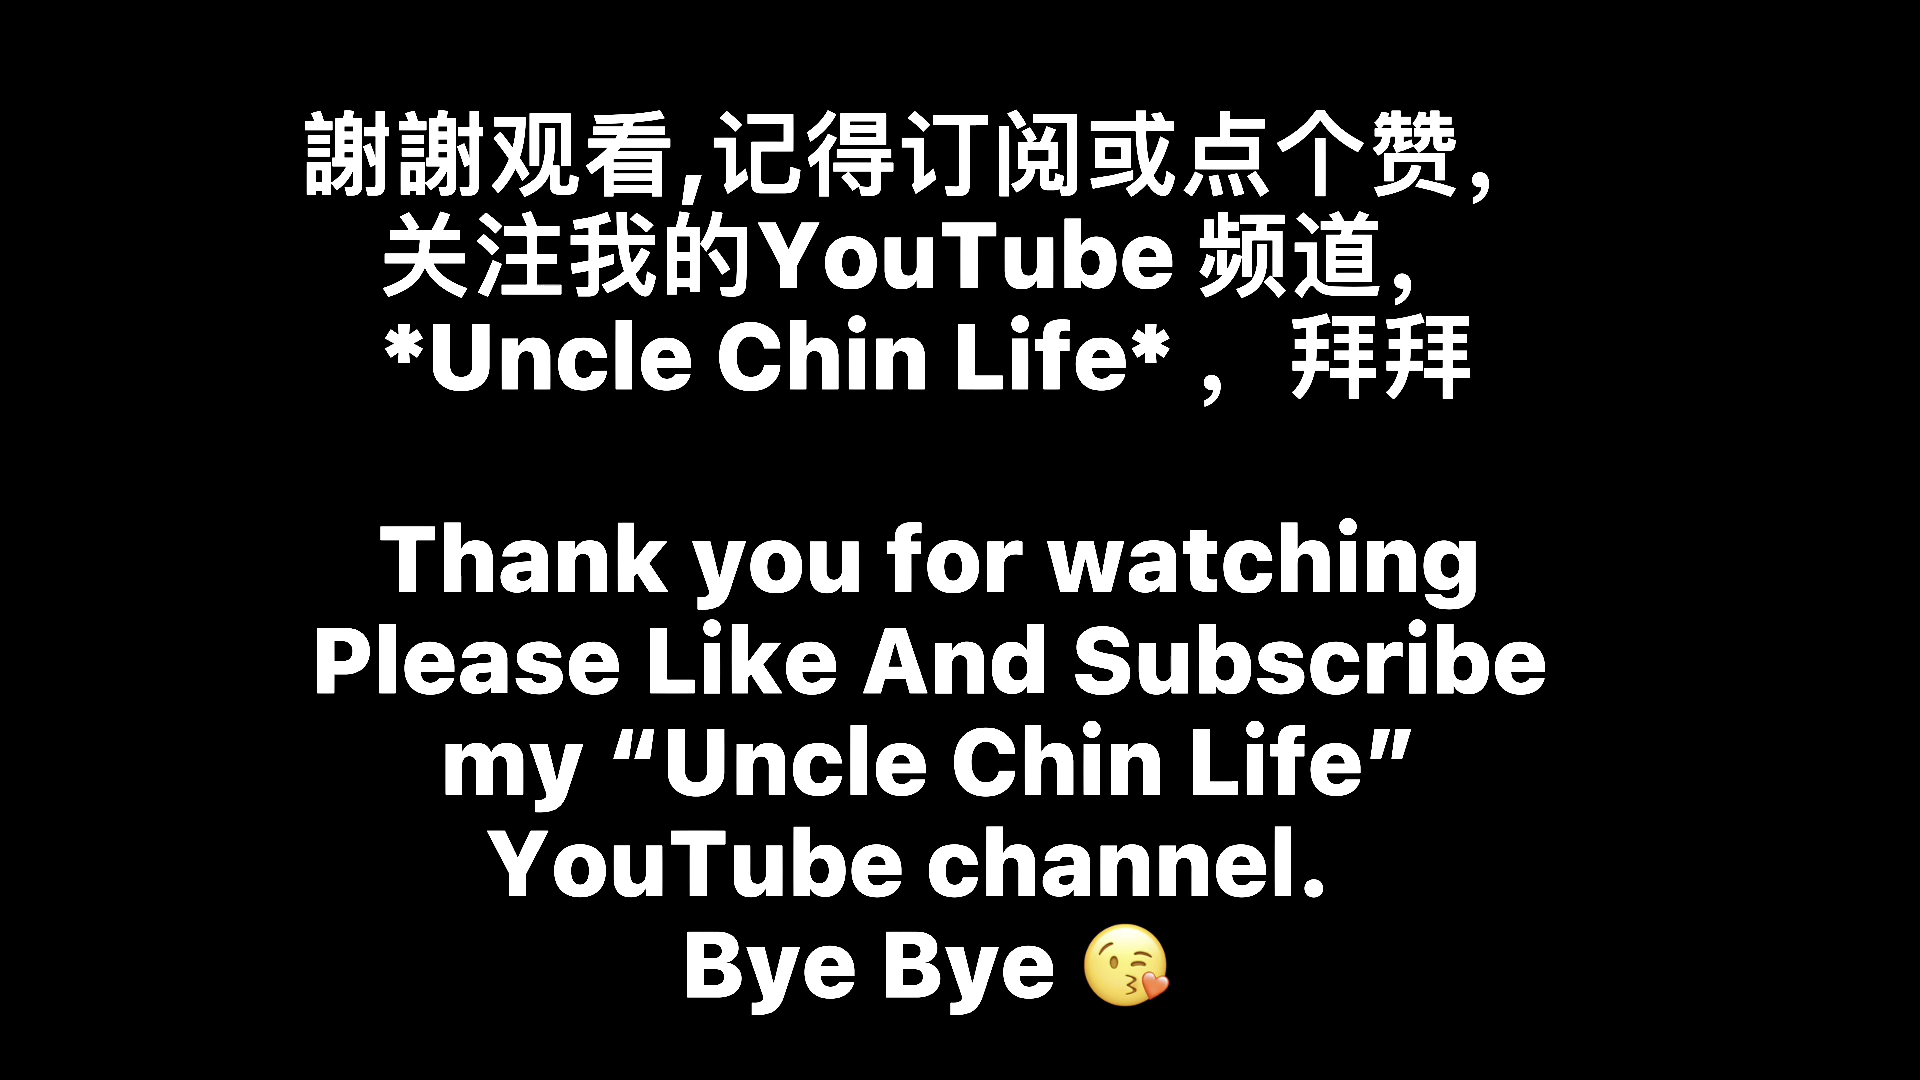 謝謝观看,记得订阅或点个赞，
关注我的YouTube 频道，
*Uncle Chin Life* ，拜拜
Thank you for watching
Please Like And Subscribe
my “Uncle Chin Life”
YouTube channel.
Bye Bye 😘